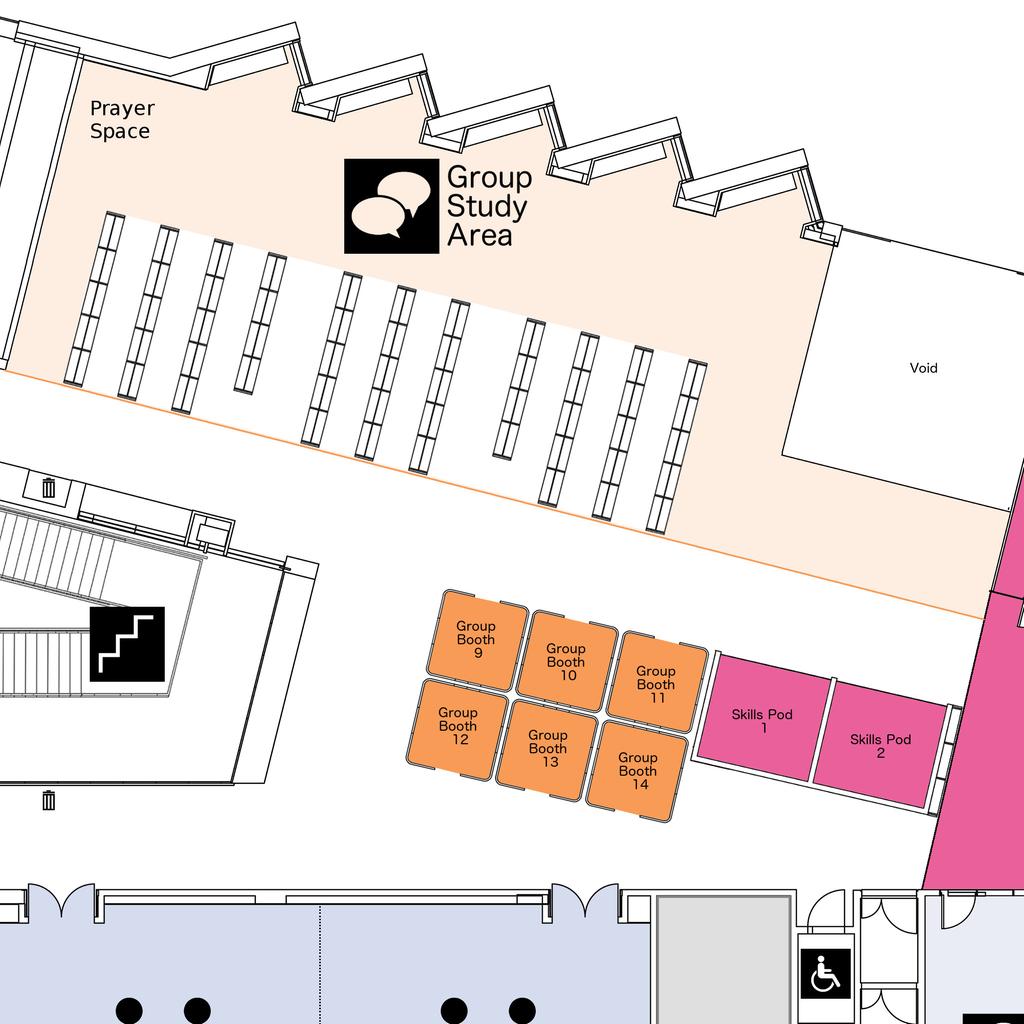 Prayer
Space
Group
Study
Area
Void
Group
Booth
9
Group
Booth
10
Group
Booth
11
Group
Booth
12
Group
Booth
13
Group
Booth
14
Skills Pod
1
Skills Pod
2